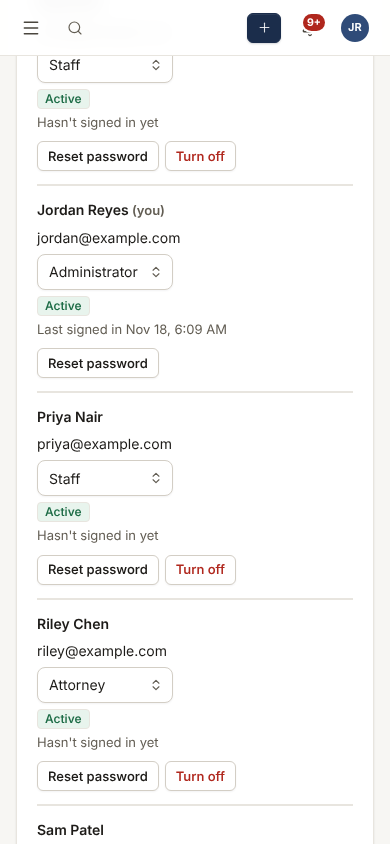 9+
JR
Staff
Active
Hasn't signed in yet
Reset password Turn off
Jordan Reyes (you)
jordan@example.com
Administrator
Active
Last signed in Nov 18, 6:09 AM
Reset password
Priya Nair
priya@example.com
Staff
Active
Hasn't signed in yet
Reset password Turn off
Riley Chen
riley@example.com
Attorney
Active
Hasn't signed in yet
Reset password Turn off
Sam Patel